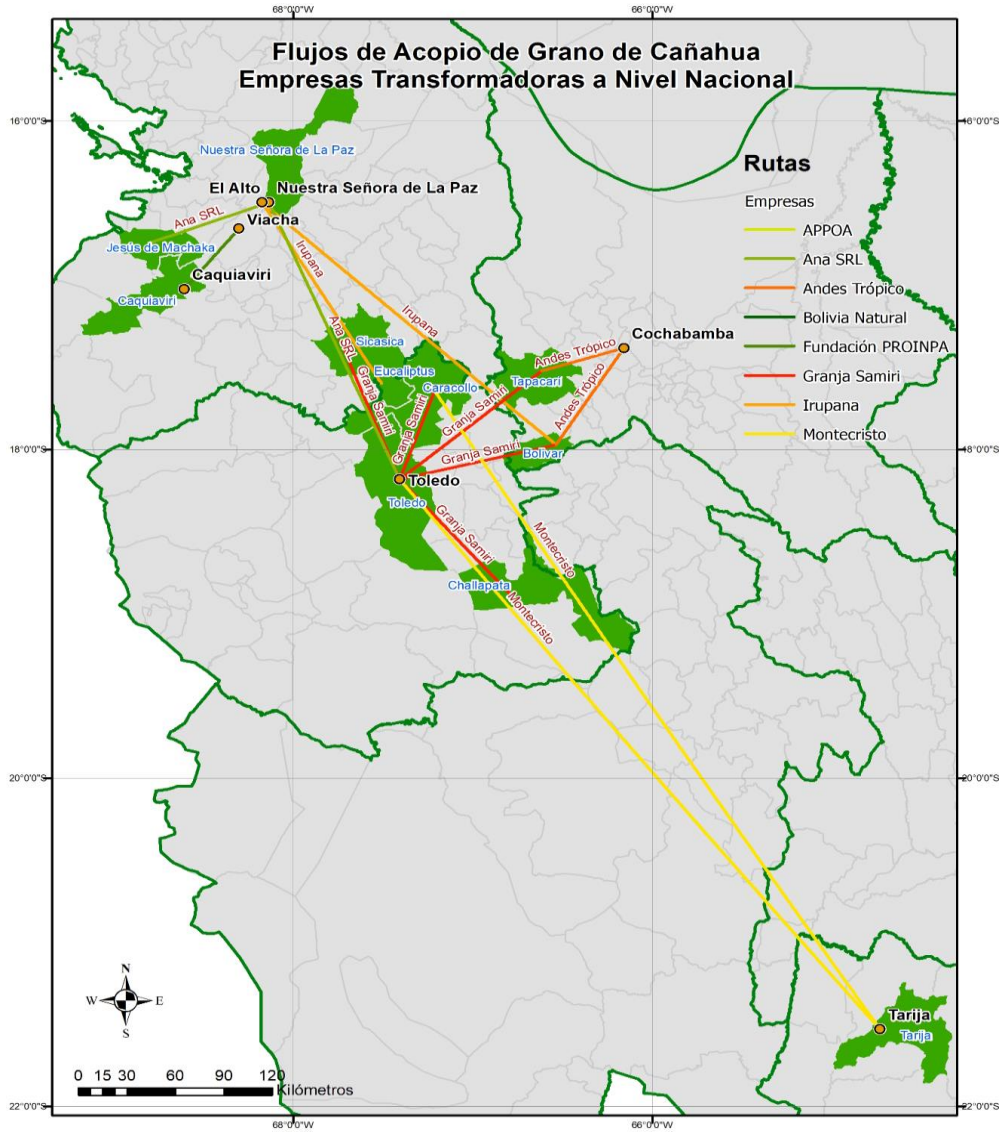 68°0'0"W
66°0'0"W
Flujos de Acopio de Grano de Cañahua
Empresas Transformadoras a Nivel Nacional
16°0'0"S
16°0'0"S
Nuestra Señora de La Paz
Rutas
Empresas
APPOA
Ana SRL
Andes Trópico
Bolivia Natural
Fundación PROINPA
Granja Samiri
Irupana
Montecristo
El Alto
Nuestra Señora de La Paz
Ana SRL
Viacha
Jesús de Machaka
Irupana
Caquiaviri
Caquiaviri
Irupana
Ana SRL
Sicasica
Cochabamba
Andes Trópico
Eucaliptus
Granja Samiri
Caracollo
Tapacari
Andes Trópico
Granja Samiri
Granja Samiri
18°0'0"S
18°0'0"S
Granja Samiri
Bolivar
Toledo
Toledo
Granja Samiri
Montecristo
Challapata
Montecristo
20°0'0"S
20°0'0"S
N
W
E
S
Tarija
Tarija
0 15 30 60 90 120
Kilómetros
22°0'0"S
22°0'0"S
68°0'0"W
66°0'0"W